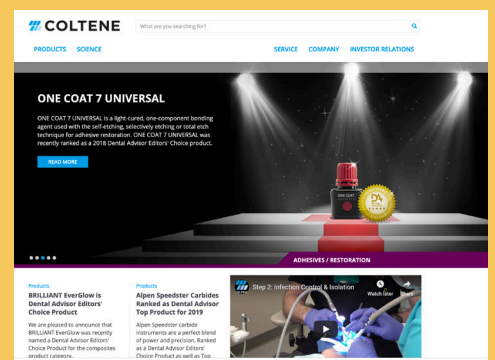 COLTENE
What are you searching for?
PRODUCTS SCIENCE SERVICE COMPANY INVESTOR RELATIONS
ONE COAT 7 UNIVERSAL
ONE COAT 7 UNIVERSAL is a light-cured, one-component bonding
agent used with the self-etching, selectively etching or total etch
technique for adhesive restoration. ONE COAT 7 UNIVERSAL was
recently ranked as a 2018 Dental Advisor Editors' Choice product.
READ MORE
ONE COAT
DA
ADHESIVES / RESTORATION
Products
BRILLIANT EverGlow is
Dental Advisor Editors'
Choice Product
We are pleased to announce that
BRILLIANT EverGlow was recently
named a Dental Advisor Editors'
Choice Product for the composites
product category.
Products
Alpen Speedster Carbides
Ranked as Dental Advisor
Top Product for 2019
Alpen Speedster carbide
instruments are a perfect blend
of power and precision. Ranked
as a Dental Advisor Editors'
Choice Product as well as Top
Step 2: Infection Control & Isolation
Watch later Share